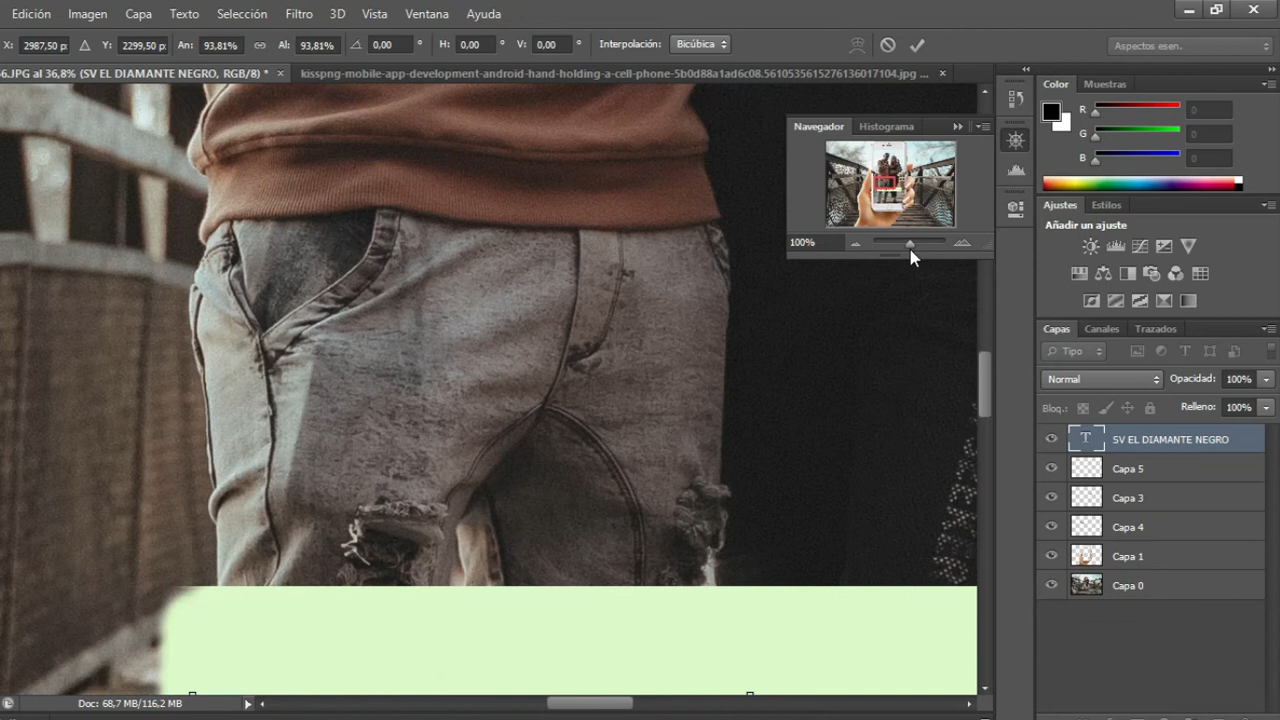 Edición Imagen Capa Texto Selección Filtro 3D Vista Ventana Ayuda
X: 2987,50 p: Y: 2299,50 p: An: 93,81% Al: 93,81% 0,00 ° H: 0,00 ° V: 0,00 ° Interpolación: Bicúbica Aspectos esen.
6.JPG al 36,8% (SV EL DIAMANTE NEGRO, RGB/8) * × kisspng-mobile-app-development-android-hand-holding-a-cell-phone-5b0d88a1ad6c08.5610535615276136017104.jpg ... ×
Navegador Histograma
100%
Color Muestras
R 0
G 0
B 0
Ajustes Estilos
Añadir un ajuste
Capas Canales Trazados
Tipo
Normal Opacidad: 100%
Bloq.: Relleno: 100%
T SV EL DIAMANTE NEGRO
Capa 5
Capa 3
Capa 4
Capa 1
Capa 0
Doc: 68,7 MB/116,2 MB